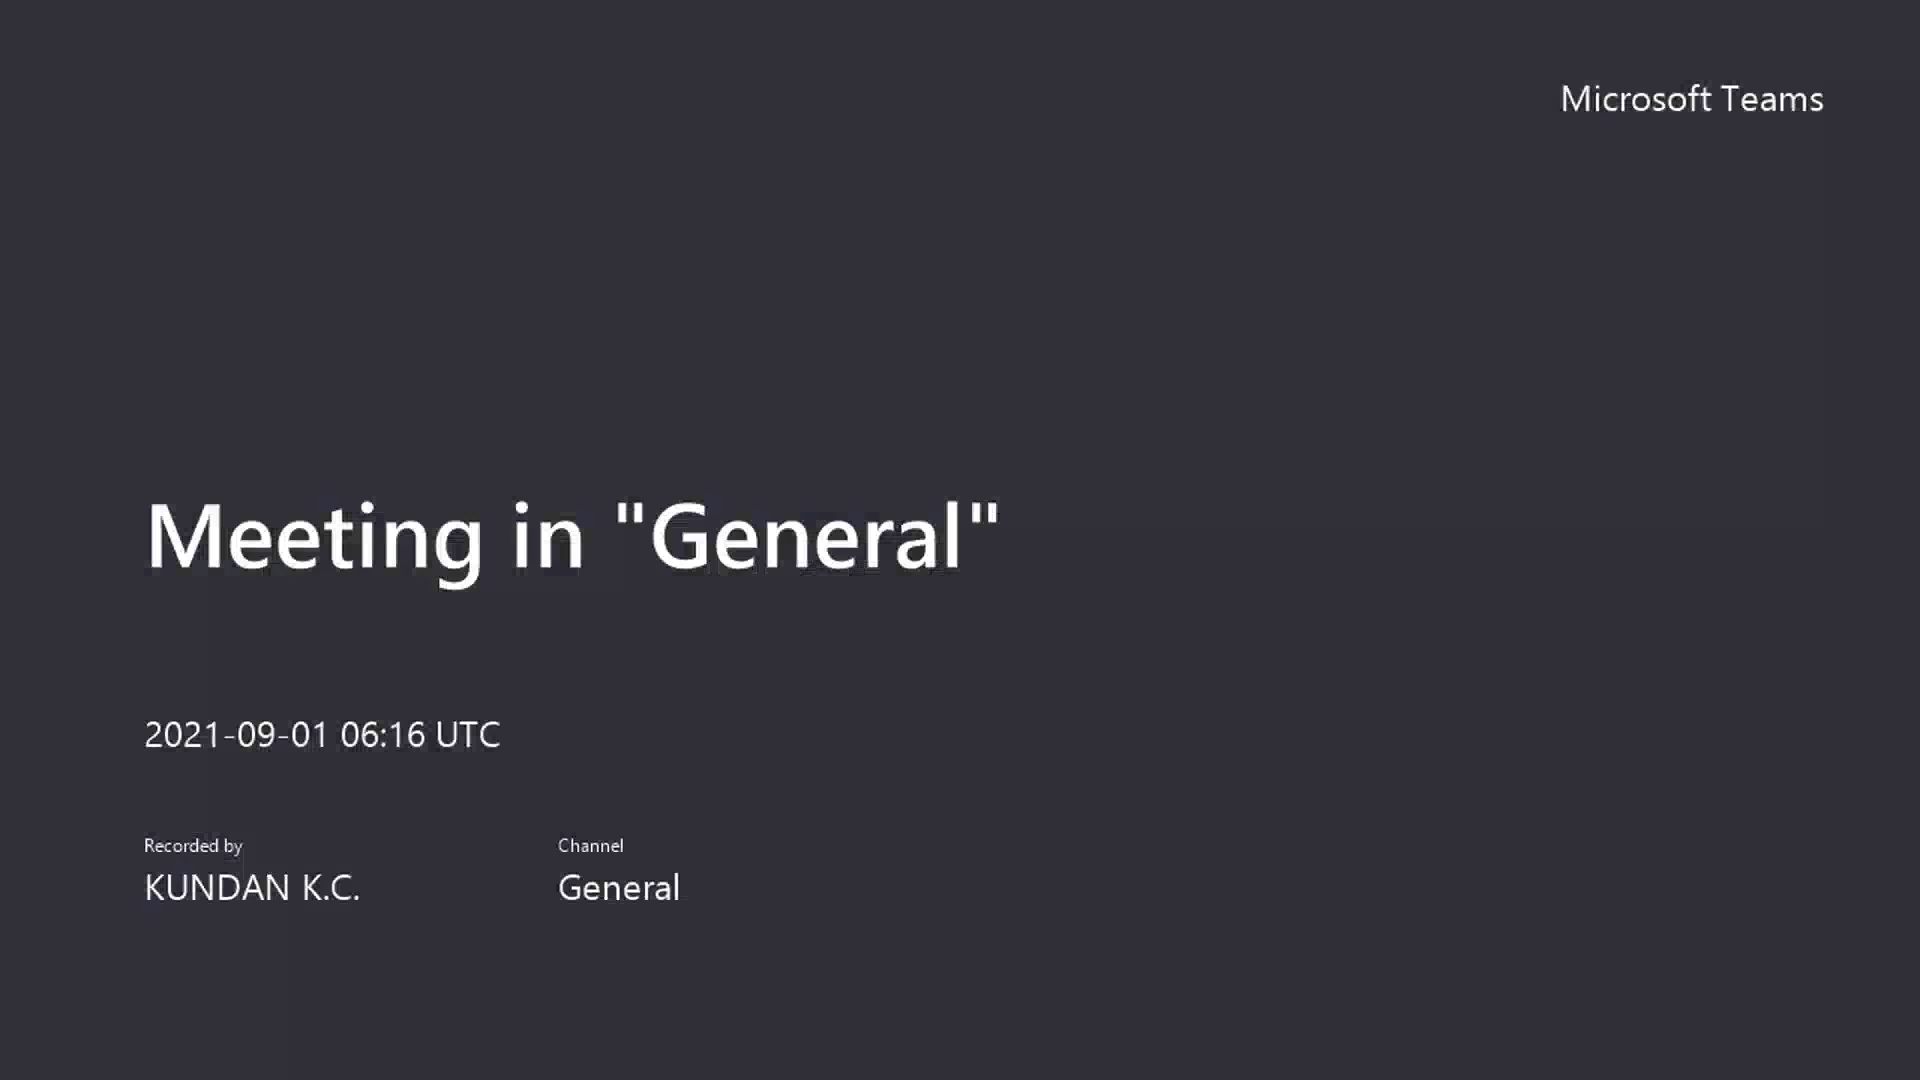 Microsoft Teams
Meeting in "General"
2021-09-01 06:16 UTC
Recorded by
KUNDAN K.C.
Channel
General